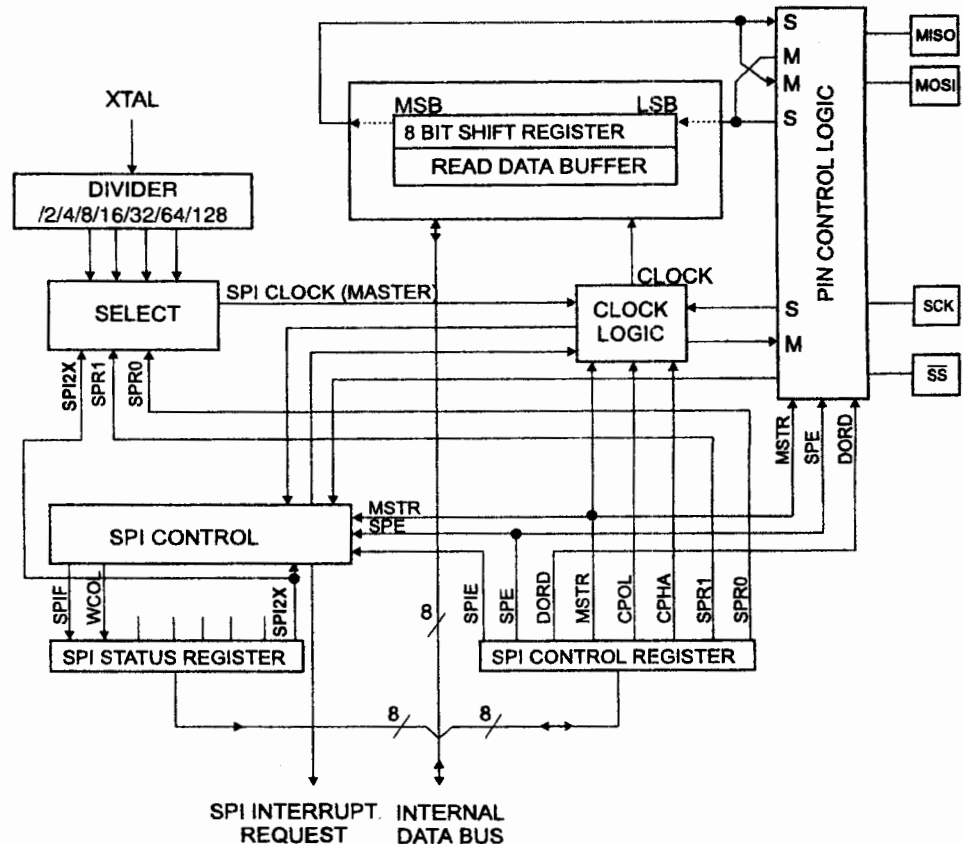 S
MISO
M
XTAL
MSB
LSB
M
MOSI
8 BIT SHIFT REGISTER
S
READ DATA BUFFER
DIVIDER
/2/4/8/16/32/64/128
PIN CONTROL LOGIC
CLOCK
SPI CLOCK (MASTER)
SELECT
CLOCK
LOGIC
S
SCK
M
SPI2X
SPR1
SPR0
SS
MSTR
SPE
DORD
MSTR
SPE
SPI CONTROL
SPIF
WCOL
SPI2X
8
SPIE
SPE
DORD
MSTR
CPOL
CPHA
SPR1
SPR0
SPI STATUS REGISTER
SPI CONTROL REGISTER
8
8
SPI INTERRUPT
REQUEST
INTERNAL
DATA BUS